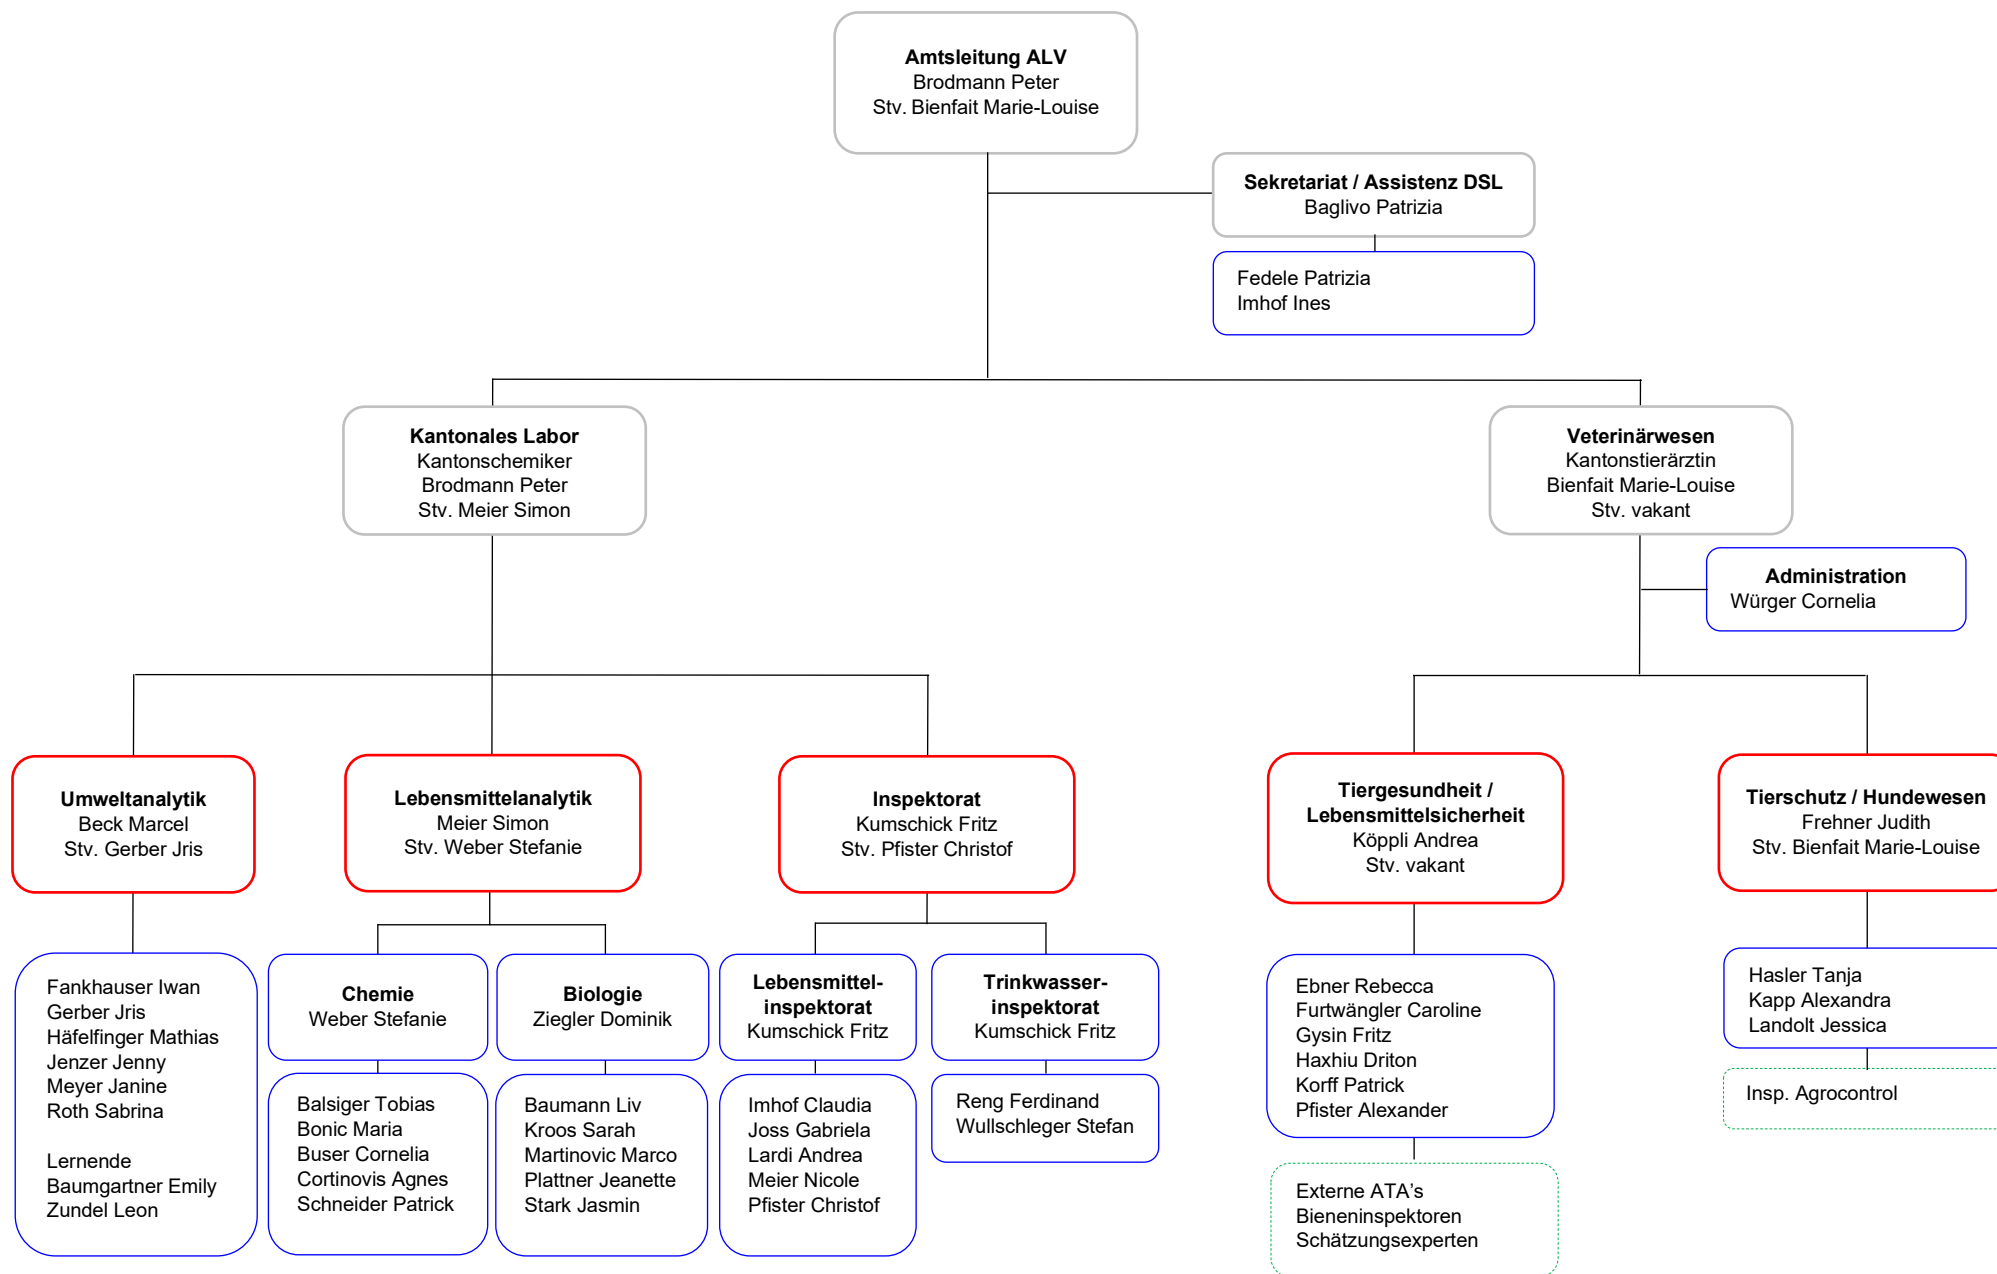 Amtsleitung ALV
Brodmann Peter
Stv. Bienfait Marie-Louise
Sekretariat / Assistenz DSL
Baglivo Patrizia
Fedele Patrizia
Imhof Ines
Kantonales Labor
Kantonschemiker
Brodmann Peter
Stv. Meier Simon
Veterinärwesen
Kantonstierärztin
Bienfait Marie-Louise
Stv. vakant
Administration
Würger Cornelia
Umweltanalytik
Beck Marcel
Stv. Gerber Jris
Lebensmittelanalytik
Meier Simon
Stv. Weber Stefanie
Inspektorat
Kumschick Fritz
Stv. Pfister Christof
Tiergesundheit /
Lebensmittelsicherheit
Köppli Andrea
Stv. vakant
Tierschutz / Hundewesen
Frehner Judith
Stv. Bienfait Marie-Louise
Fankhauser Iwan
Gerber Jris
Häfelfinger Mathias
Jenzer Jenny
Meyer Janine
Roth Sabrina
Lernende
Baumgartner Emily
Zundel Leon
Chemie
Weber Stefanie
Balsiger Tobias
Bonic Maria
Buser Cornelia
Cortinovis Agnes
Schneider Patrick
Biologie
Ziegler Dominik
Baumann Liv
Kroos Sarah
Martinovic Marco
Plattner Jeanette
Stark Jasmin
Lebensmittel-
inspektorat
Kumschick Fritz
Imhof Claudia
Joss Gabriela
Lardi Andrea
Meier Nicole
Pfister Christof
Trinkwasser-
inspektorat
Kumschick Fritz
Reng Ferdinand
Wullschleger Stefan
Ebner Rebecca
Furtwängler Caroline
Gysin Fritz
Haxhiu Driton
Korff Patrick
Pfister Alexander
Externe ATA's
Bieneninspektoren
Schätzungsexperten
Hasler Tanja
Kapp Alexandra
Landolt Jessica
Insp. Agrocontrol